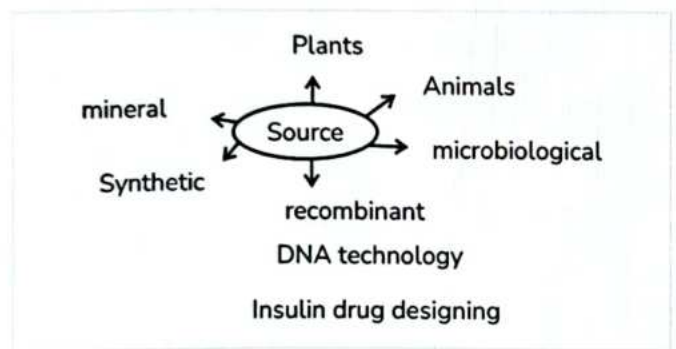 Plants
Animals
mineral
Source
microbiological
Synthetic
recombinant
DNA technology
Insulin drug designing